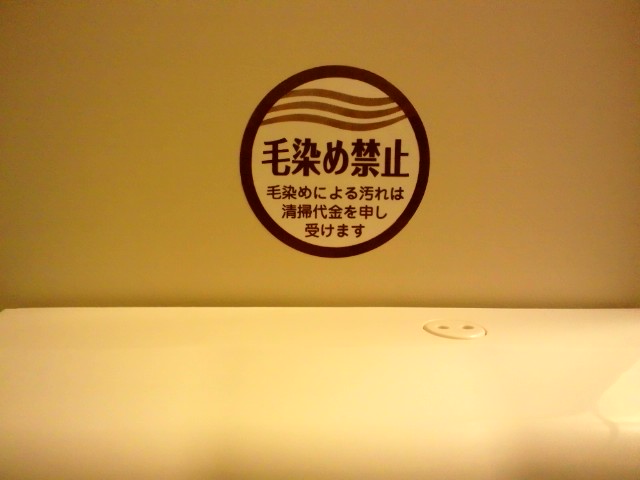 毛染め禁止
毛染めによる汚れは
清掃代金を申し
受けます